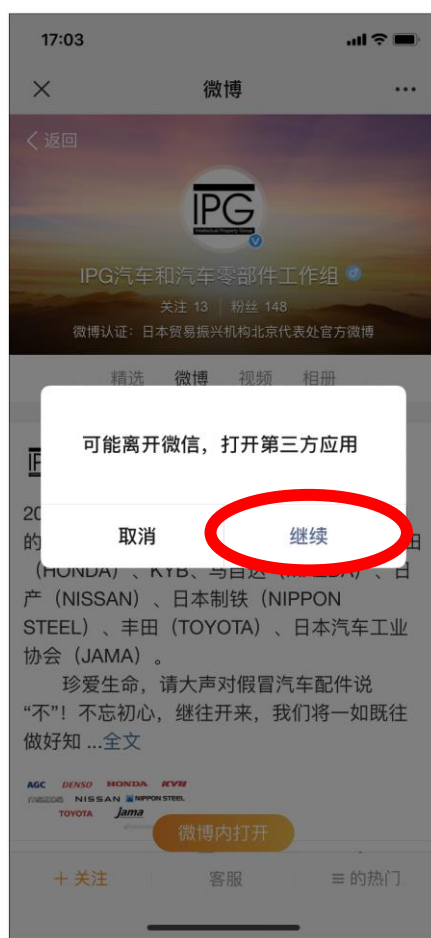 17:03
微博
返回
IPG
Intellectual Property Group
IPG汽车和汽车零部件工作组
关注 13 粉丝 148
微博认证：日本贸易振兴机构北京代表处官方微博
精选 微博 视频 相册
可能离开微信，打开第三方应用
取消 继续
20
的 田
（HONDA）、KYB、马自达（MAZDA）、日
产（NISSAN）、日本制铁（NIPPON
STEEL）、丰田（TOYOTA）、日本汽车工业
协会（JAMA）。
珍爱生命，请大声对假冒汽车配件说
“不”！不忘初心，继往开来，我们将一如既往
做好知 ...全文
AGC DENSO HONDA KYB
mazda NISSAN NIPPON STEEL
TOYOTA jama
微博内打开
+ 关注 客服 的热门